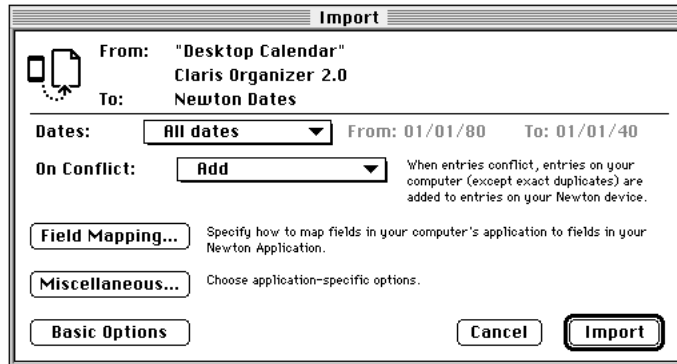 Import
From: "Desktop Calendar"
Claris Organizer 2.0
To: Newton Dates
Dates: All dates From: 01/01/80 To: 01/01/40
On Conflict: Add
When entries conflict, entries on your
computer (except exact duplicates) are
added to entries on your Newton device.
Field Mapping...
Specify how to map fields in your computer's application to fields in your
Newton Application.
Miscellaneous...
Choose application-specific options.
Basic Options Cancel Import